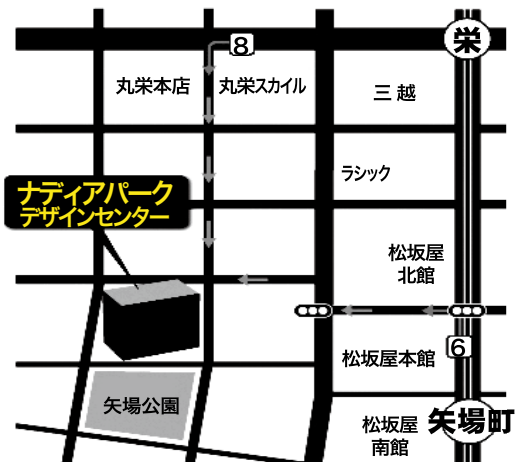 栄
8
丸栄本店
丸栄スカイル
三越
ラシック
ナディアパーク
デザインセンター
松坂屋
北館
6
松坂屋本館
矢場公園
矢場町
松坂屋
南館